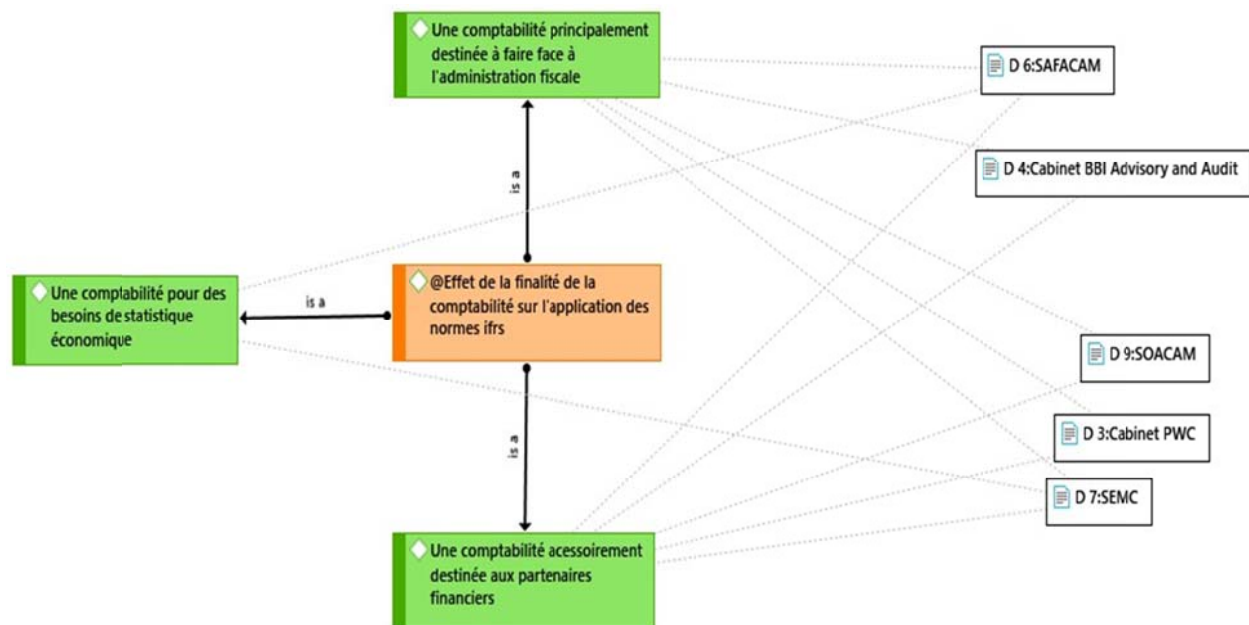 Une comptabilité principalement
destinée à faire face à
l'administration fiscale
D 6:SAFACAM
D 4:Cabinet BBI Advisory and Audit
is a
Une comptabilité pour des
besoins de statistique
économique
is a
@Effet de la finalité de la
comptabilité sur l'application des
normes ifrs
D 9:SOACAM
D 3:Cabinet PWC
is a
D 7:SEMC
Une comptabilité acessoirement
destinée aux partenaires
financiers